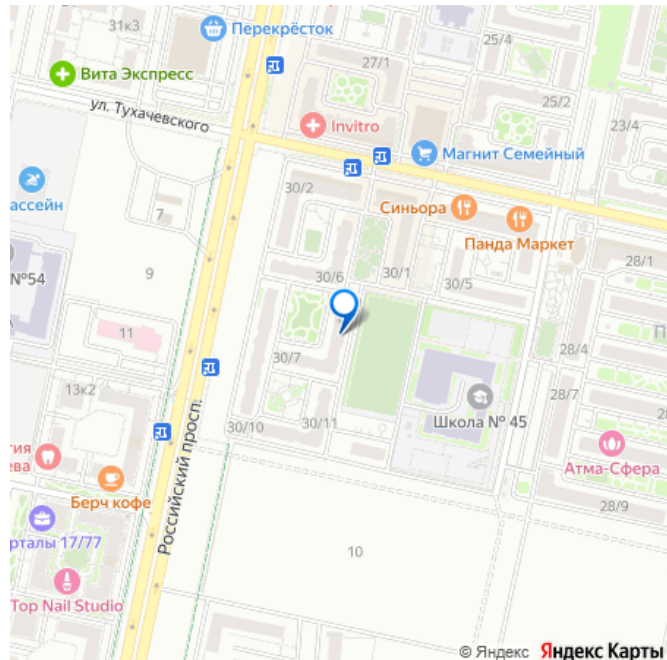 31к3
Перекрёсток
25/4
Вита Экспресс
27/1
25/2
ул. Тухачевского
Invitro
23/4
Магнит Семейный
ассейн
30/2
Синьора
7
Панда Маркет
№54
9
30/6
30/1
30/5
28/1
П
11
30/7
28/4
13к2
28/7
Школа № 45
30/10
30/11
гия
ева
Атма-Сфера
Российский просп.
Берч кофе
28/9
рталы 17/77
10
Top Nail Studio
© Яндекс Яндекс Карты